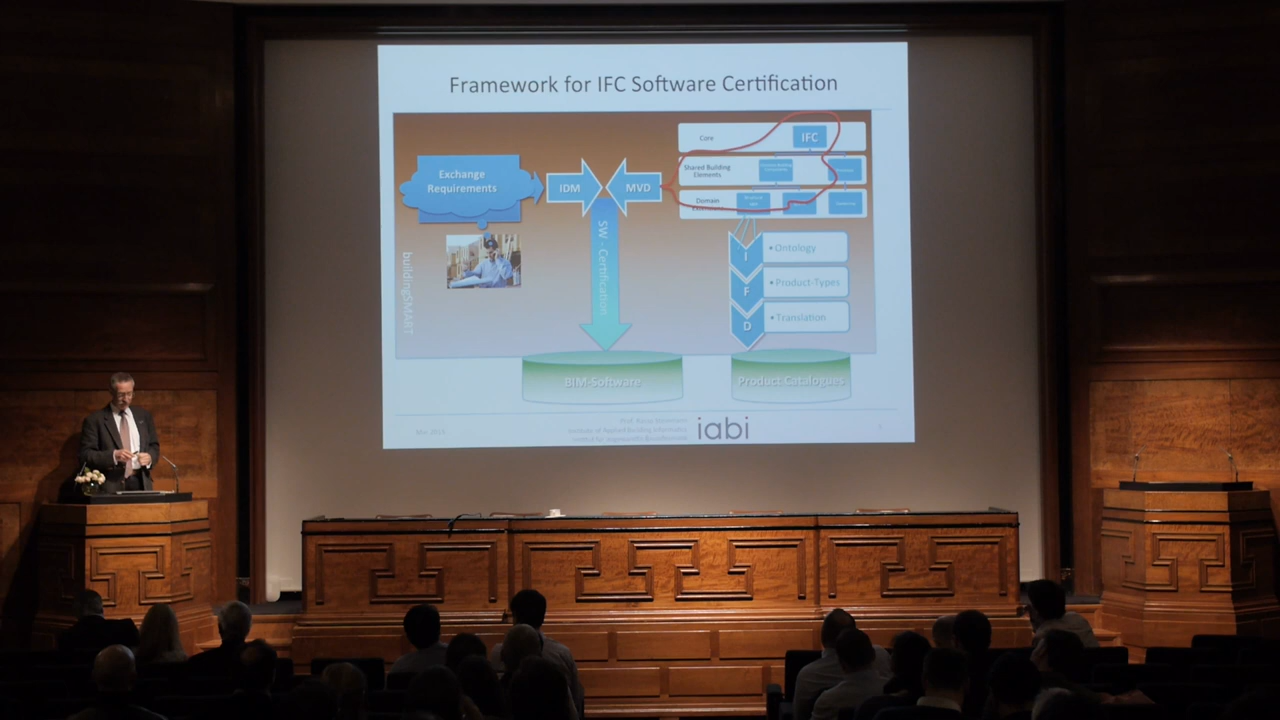 Framework for IFC Software Certification
Core
IFC
Shared Building
Elements
Domain
Exchange
Requirements
IDM
MVD
SW - Certification
buildingSMART
I
F
D
• Ontology
• Product-Types
• Translation
BIM-Software
Product Catalogues
iabi